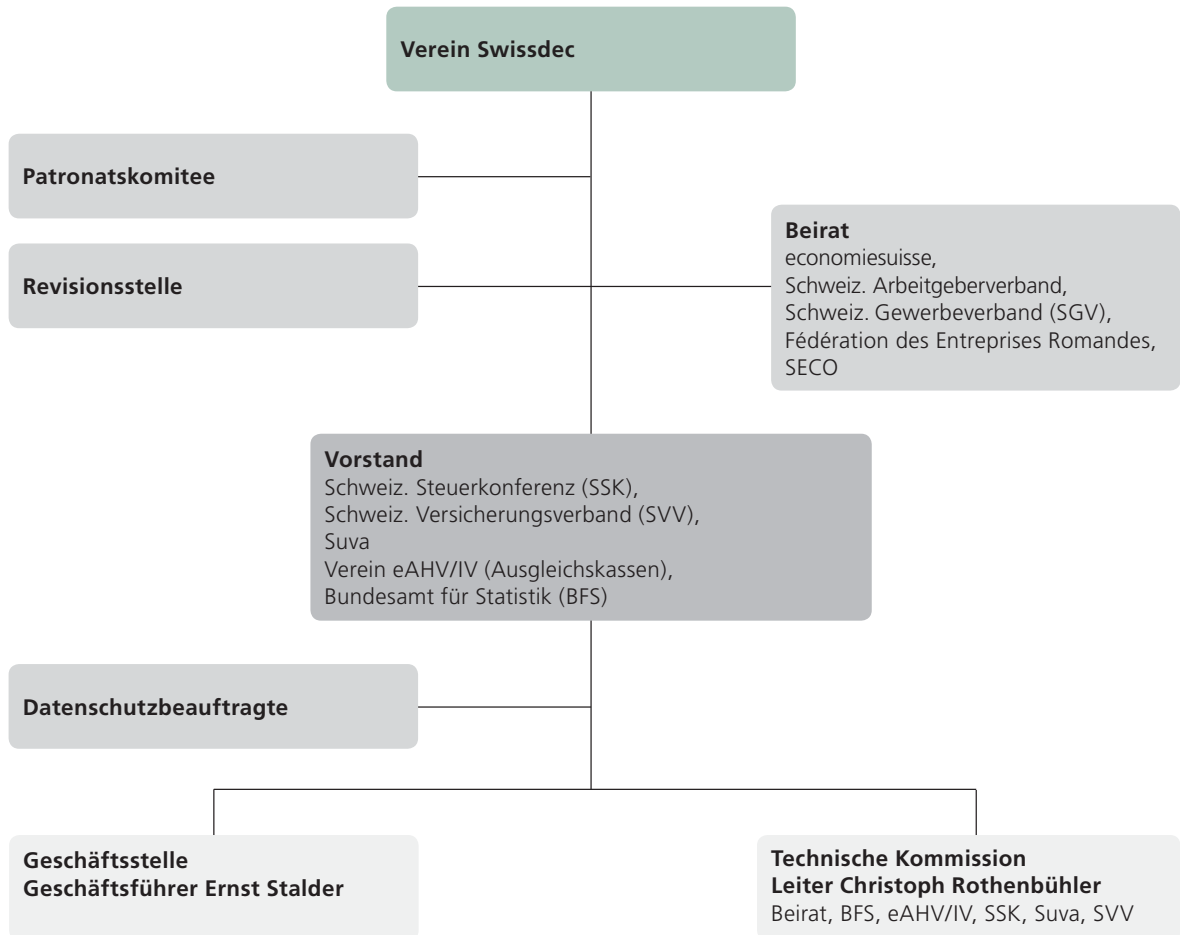 Verein Swissdec
Patronatskomitee
Revisionsstelle
Beirat
economiesuisse,
Schweiz. Arbeitgeberverband,
Schweiz. Gewerbeverband (SGV),
Fédération des Entreprises Romandes,
SECO
Vorstand
Schweiz. Steuerkonferenz (SSK),
Schweiz. Versicherungsverband (SVV),
Suva
Verein eAHV/IV (Ausgleichskassen),
Bundesamt für Statistik (BFS)
Datenschutzbeauftragte
Geschäftsstelle
Geschäftsführer Ernst Stalder
Technische Kommission
Leiter Christoph Rothenbühler
Beirat, BFS, eAHV/IV, SSK, Suva, SVV